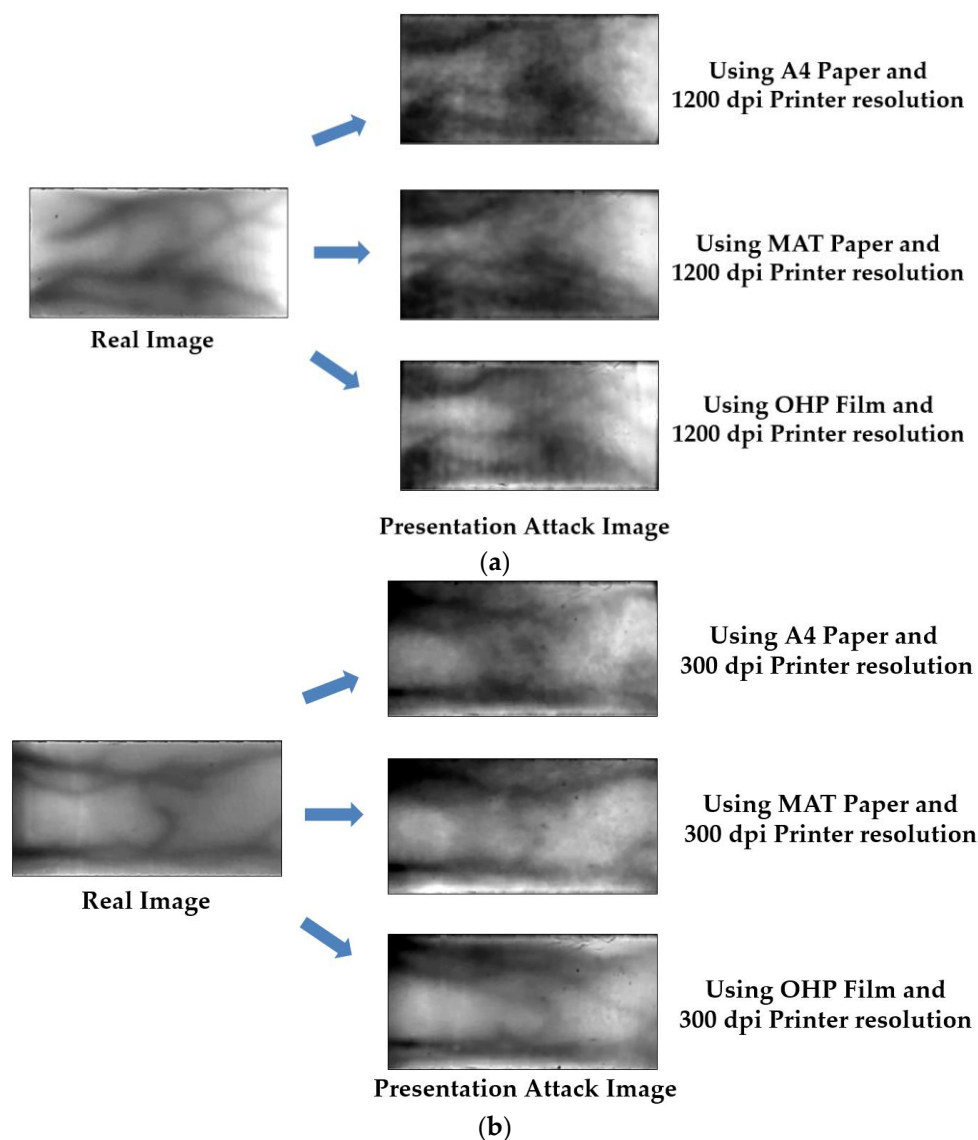 Using A4 Paper and
1200 dpi Printer resolution
Using MAT Paper and
1200 dpi Printer resolution
Real Image
Using OHP Film and
1200 dpi Printer resolution
Presentation Attack Image
(a)
Using A4 Paper and
300 dpi Printer resolution
Using MAT Paper and
300 dpi Printer resolution
Real Image
Using OHP Film and
300 dpi Printer resolution
Presentation Attack Image
(b)